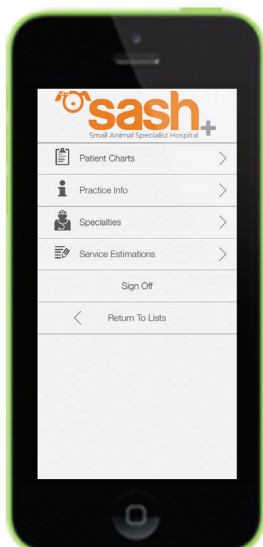 sash
Small Animal Specialist Hospital
Patient Charts
Practice Info
Specialties
Service Estimations
Sign Off
Return To Lists